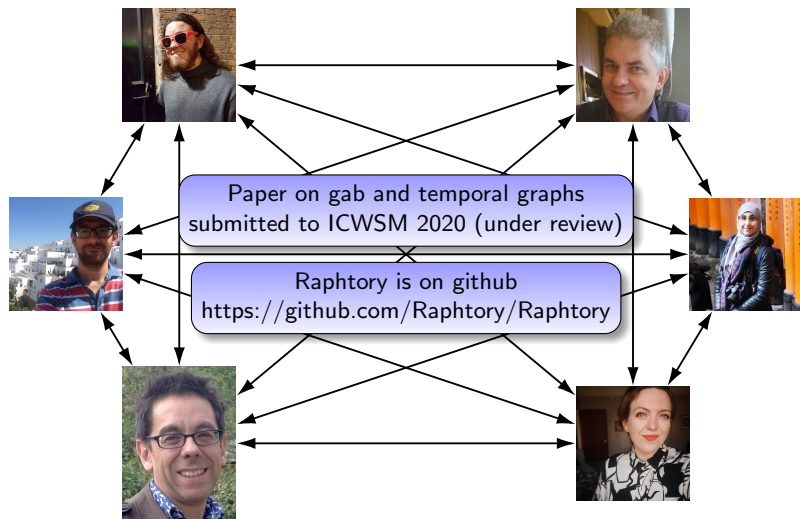 Paper on gab and temporal graphs
submitted to ICWSM 2020 (under review)
Raphtory is on github
https://github.com/Raphtory/Raphtory